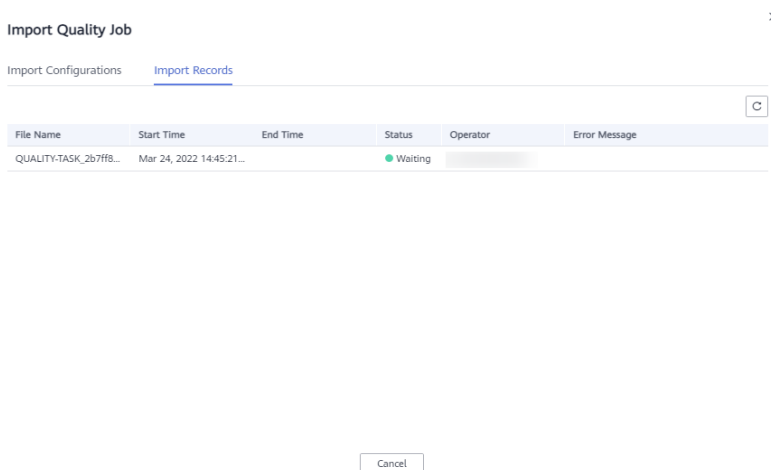 Import Quality Job
Import Configurations Import Records
File Name Start Time End Time Status Operator Error Message
QUALITY-TASK_2b7ff8... Mar 24, 2022 14:45:21... Waiting
Cancel